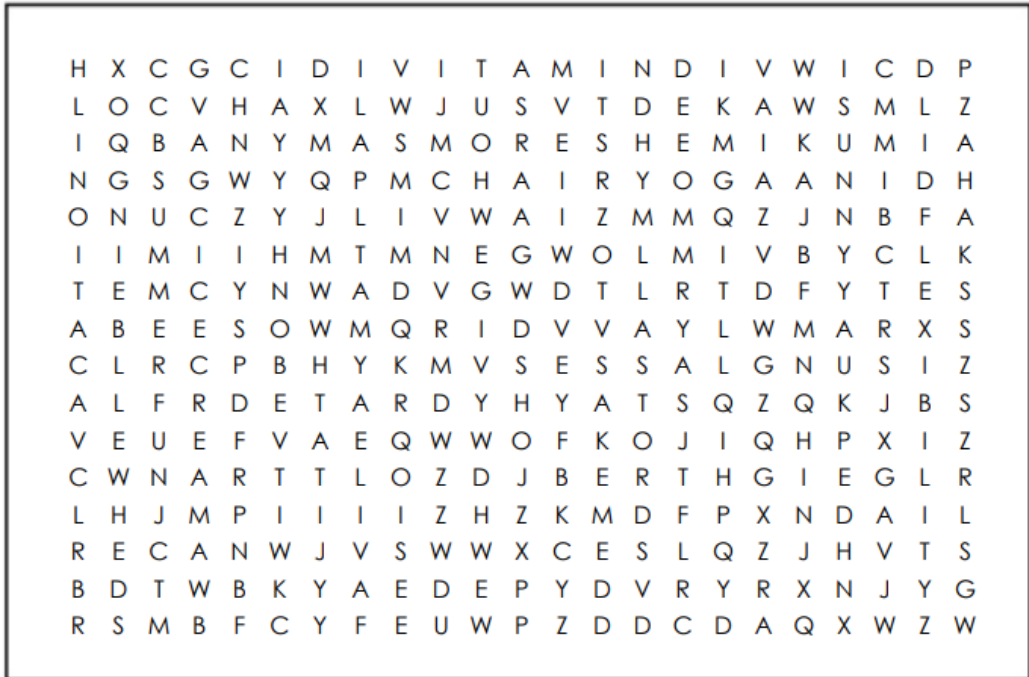 H X C G C I D I V I T A M I N D I V W I C D P
L O C V H A X L W J U S V T D E K A W S M L Z
I Q B A N Y M A S M O R E S H E M I K U M I A
N G S G W Y Q P M C H A I R Y O G A A N I D H
O N U C Z Y J L I V W A I Z M M Q Z J N B F A
I I M I I H M T M N E G W O L M I V B Y C L K
T E M C Y N W A D V G W D T L R T D F Y T E S
A B E E S O W M Q R I D V V A Y L W M A R X S
C L R C P B H Y K M V S E S S A L G N U S I Z
A L F R D E T A R D Y H Y A T S Q Z Q K J B S
V E U E F V A E Q W W O F K O J I Q H P X I Z
C W N A R T T L O Z D J B E R T H G I E G L R
L H J M P I I I I Z H Z K M D F P X N D A I L
R E C A N W J V S W W X C E S L Q Z J H V T S
B D T W B K Y A E D E P Y D V R Y R X N J Y G
R S M B F C Y F E U W P Z D D C D A Q X W Z W